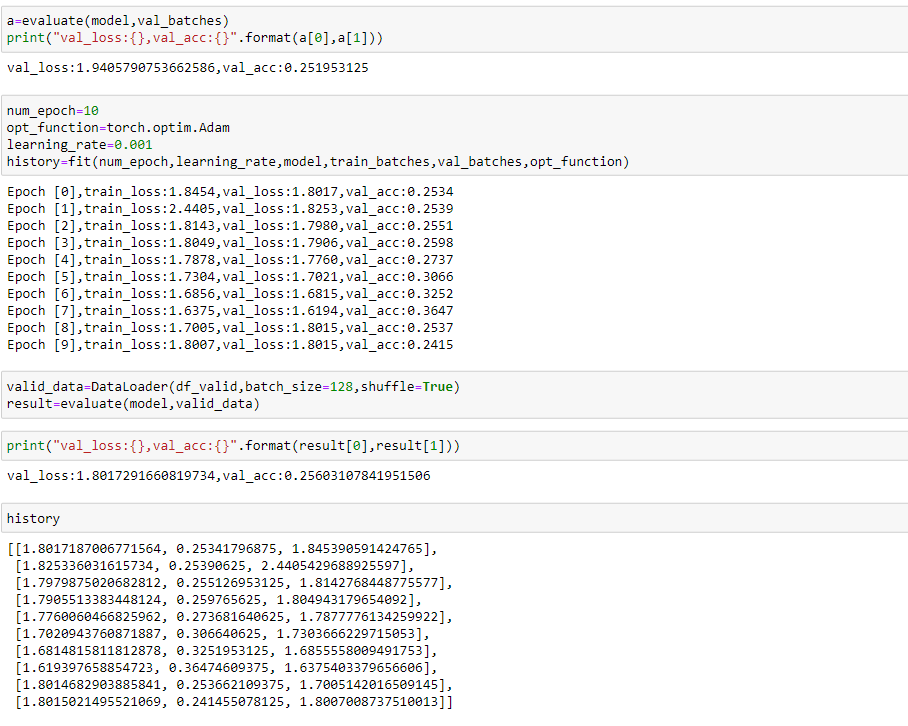 a=evaluate(model,val_batches)
print("val_loss:{},val_acc:{}".format(a[0],a[1]))
val_loss:1.9405790753662586,val_acc:0.251953125
num_epoch=10
opt_function=torch.optim.Adam
learning_rate=0.001
history=fit(num_epoch,learning_rate,model,train_batches,val_batches,opt_function)
Epoch [0],train_loss:1.8454,val_loss:1.8017,val_acc:0.2534
Epoch [1],train_loss:2.4405,val_loss:1.8253,val_acc:0.2539
Epoch [2],train_loss:1.8143,val_loss:1.7980,val_acc:0.2551
Epoch [3],train_loss:1.8049,val_loss:1.7906,val_acc:0.2598
Epoch [4],train_loss:1.7878,val_loss:1.7760,val_acc:0.2737
Epoch [5],train_loss:1.7304,val_loss:1.7021,val_acc:0.3066
Epoch [6],train_loss:1.6856,val_loss:1.6815,val_acc:0.3252
Epoch [7],train_loss:1.6375,val_loss:1.6194,val_acc:0.3647
Epoch [8],train_loss:1.7005,val_loss:1.8015,val_acc:0.2537
Epoch [9],train_loss:1.8007,val_loss:1.8015,val_acc:0.2415
valid_data=DataLoader(df_valid,batch_size=128,shuffle=True)
result=evaluate(model,valid_data)
print("val_loss:{},val_acc:{}".format(result[0],result[1]))
val_loss:1.8017291660819734,val_acc:0.25603107841951506
history
[[1.8017187006771564, 0.25341796875, 1.845390591424765],
[1.825336031615734, 0.25390625, 2.4405429688925597],
[1.7979875020682812, 0.255126953125, 1.8142768448775577],
[1.7905513383448124, 0.259765625, 1.804943179654092],
[1.7760060466825962, 0.273681640625, 1.7877776134259922],
[1.7020943760871887, 0.306640625, 1.7303666229715053],
[1.6814815811812878, 0.3251953125, 1.6855558009491753],
[1.619397658854723, 0.36474609375, 1.6375403379656606],
[1.8014682903885841, 0.253662109375, 1.7005142016509145],
[1.8015021495521069, 0.241455078125, 1.8007008737510013]]